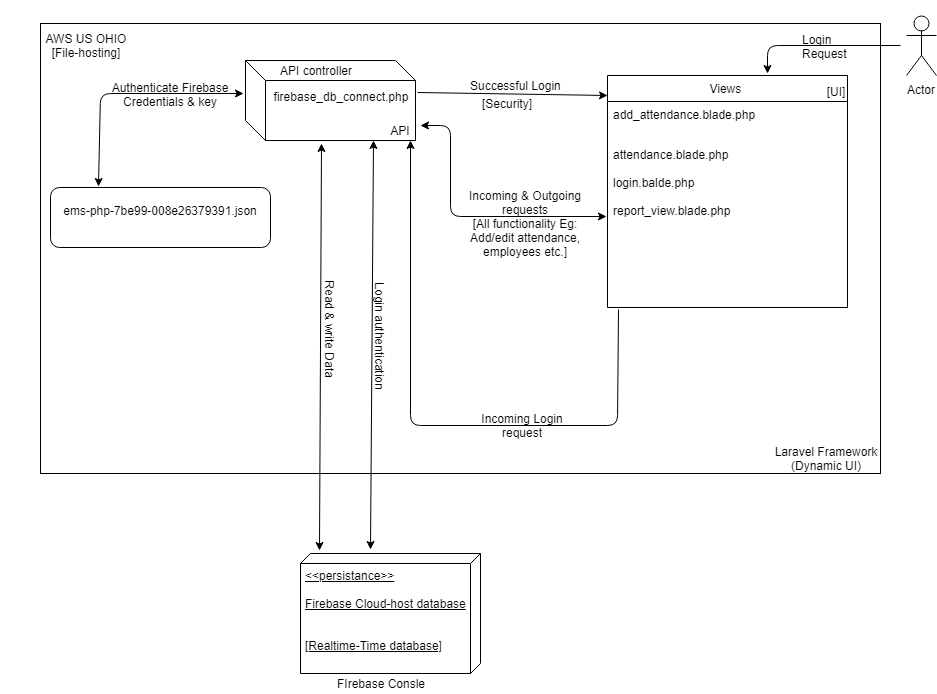 AWS US OHIO
[File-hosting]
Login
Request
Actor
API controller
firebase_db_connect.php
API
Authenticate Firebase
Credentials & key
ems-php-7be99-008e26379391.json
Successful Login
[Security]
Views
[UI]
add_attendance.blade.php
attendance.blade.php
login.balde.php
report_view.blade.php
Incoming & Outgoing
requests
[All functionality Eg:
Add/edit attendance,
employees etc.]
Read & write Data
Login authentication
Incoming Login
request
Laravel Framework
(Dynamic UI)
<<persistance>>
Firebase Cloud-host database
[Realtime-Time database]
FIrebase Consle